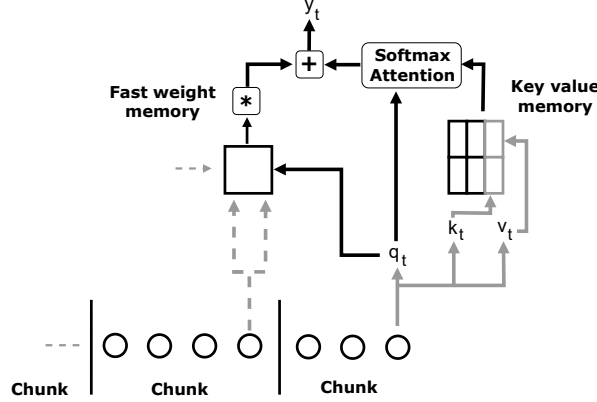 y_t
+
Softmax
Attention
Fast weight
memory
*
Key value
memory
k_t
v_t
q_t
Chunk
Chunk
Chunk